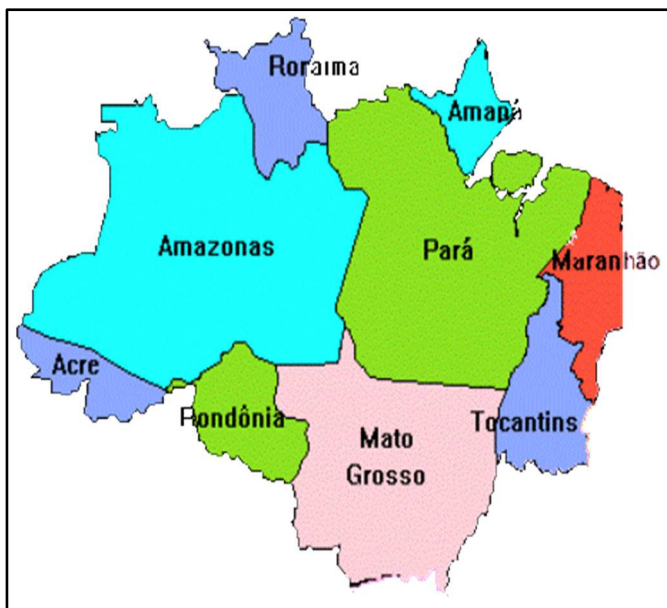 Roraima
Amapá
Amazonas
Pará
Maranhão
Acre
Rondônia
Tocantins
Mato
Grosso